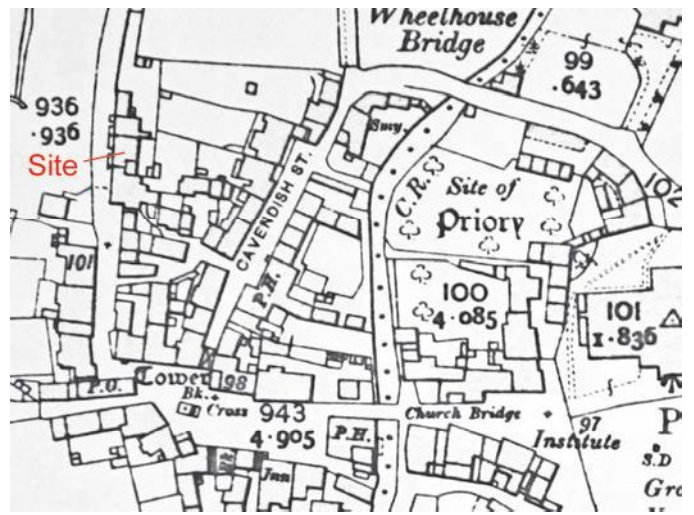 Wheelhouse
Bridge
99
.643
936
.936
Site
Smy.
C.R.
Site of
Priory
102
CAVENDISH ST.
101
P.H.
100
4.085
101
1.836
P.O.
Lower
98
Bk.
Cross
943
4.905
P.H.
Church Bridge
97
Institute
Inn
S.D
Gro